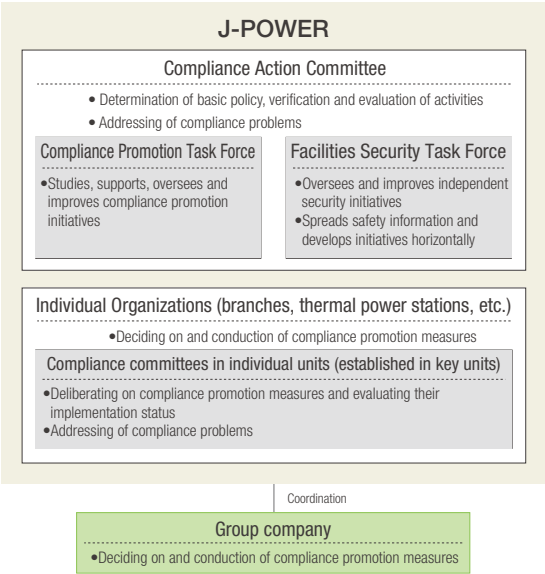 J-POWER
Compliance Action Committee
• Determination of basic policy, verification and evaluation of activities
• Addressing of compliance problems
Compliance Promotion Task Force
•Studies, supports, oversees and
improves compliance promotion
initiatives
Facilities Security Task Force
•Oversees and improves independent
security initiatives
•Spreads safety information and
develops initiatives horizontally
Individual Organizations (branches, thermal power stations, etc.)
•Deciding on and conduction of compliance promotion measures
Compliance committees in individual units (established in key units)
•Deliberating on compliance promotion measures and evaluating their
implementation status
•Addressing of compliance problems
Coordination
Group company
•Deciding on and conduction of compliance promotion measures